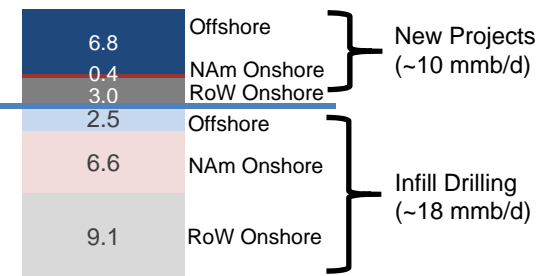 6.8 Offshore
0.4 NAm Onshore
3.0 RoW Onshore
New Projects
(~10 mmb/d)
2.5 Offshore
6.6 NAm Onshore
9.1 RoW Onshore
Infill Drilling
(~18 mmb/d)